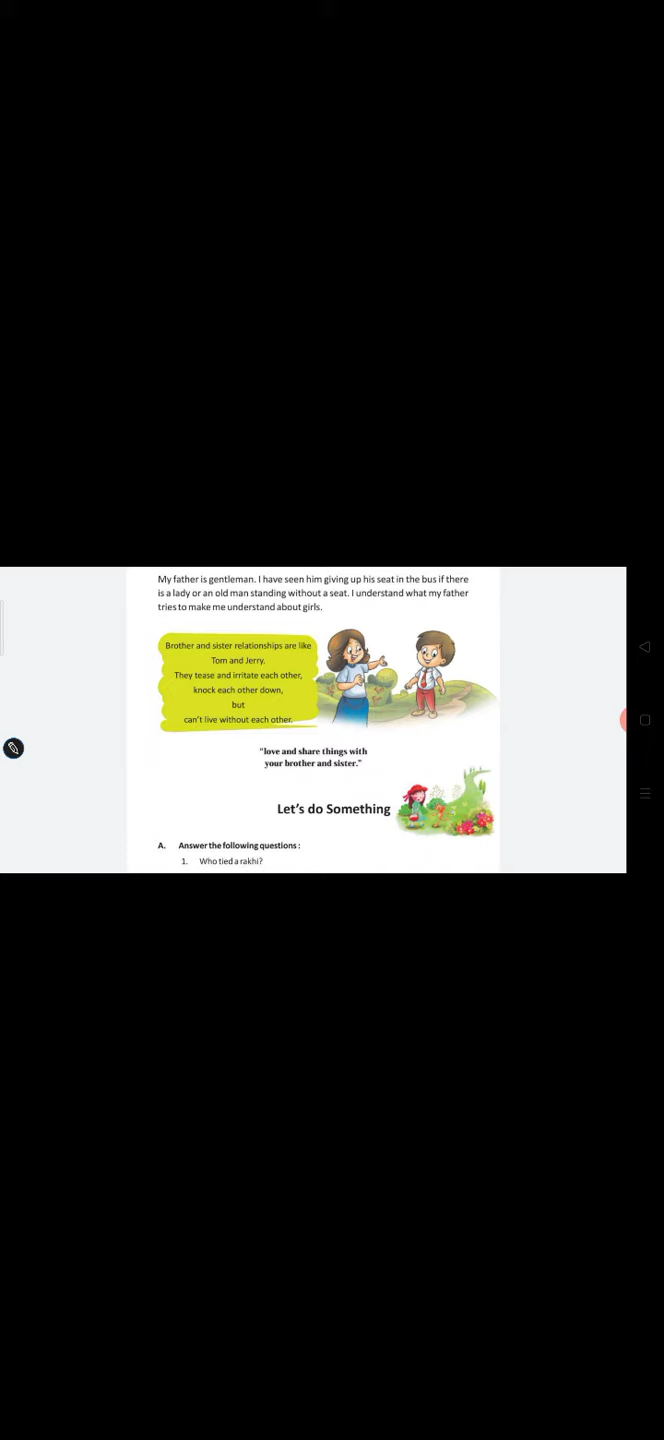 My father is gentleman. I have seen him giving up his seat in the bus if there
is a lady or an old man standing without a seat. I understand what my father
tries to make me understand about girls.
Brother and sister relationships are like
Tom and Jerry.
They tease and irritate each other,
knock each other down,
but
can't live without each other.
"love and share things with
your brother and sister."
Let's do Something
A. Answer the following questions :
1. Who tied a rakhi?